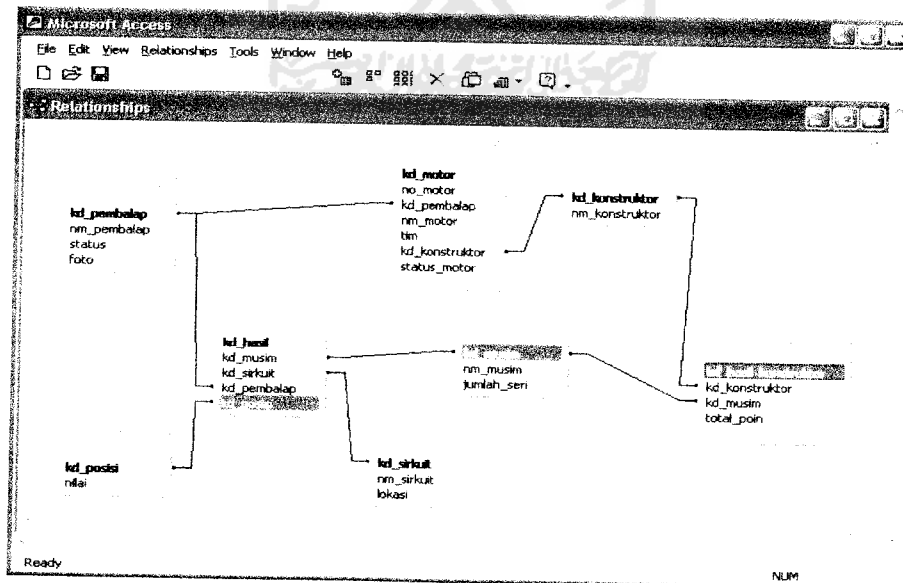 Microsoft Access
File Edit View Relationships Tools Window Help
Relationships
kd_pembalap
nm_pembalap
status
foto
kd_motor
no_motor
kd_pembalap
nm_motor
tim
kd_konstruktor
status_motor
kd_konstruktor
nm_konstruktor
kd_hasil
kd_musim
kd_sirkuit
kd_pembalap
nm_musim
jumlah_seri
kd_konstruktor
kd_musim
total_poin
kd_posisi
nilai
kd_sirkuit
nm_sirkuit
lokasi
Ready
NUM